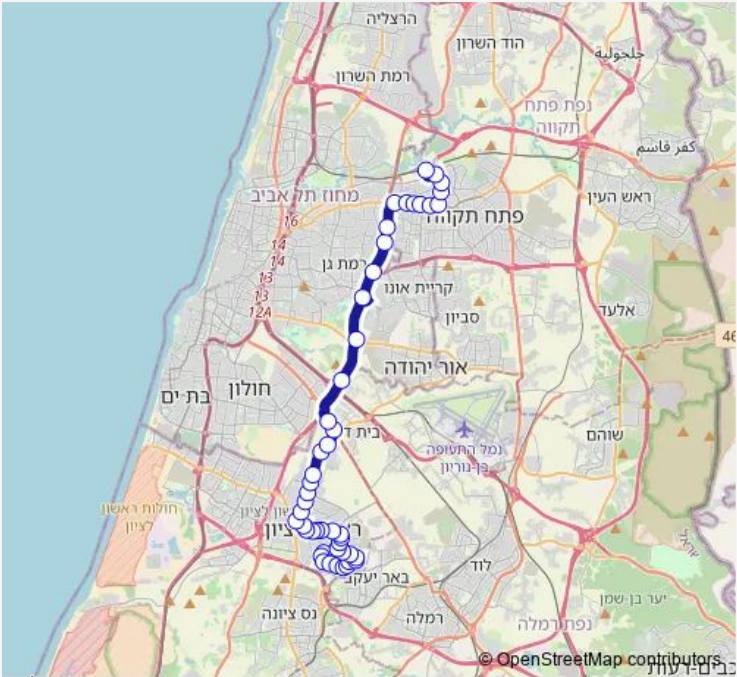 הרצליה
הוד השרון
ג'לג'וליה
רמת השרון
נפת פתח
תקווה
כפר קאסם
ראש העין
מחוז תל אביב
פתח תקווה
16
14
14
13
13
12A
רמת גן
קריית אונו
סביון
אלעד
46
אור יהודה
חולון
בת ים
בית ד
נמל התעופה
בן-גוריון
שוהם
חולות ראשון
לציון
לוד
באר יעקב
יער בן שמן
נס ציונה
רמלה
נפת רמלה
© OpenStreetMap contributors